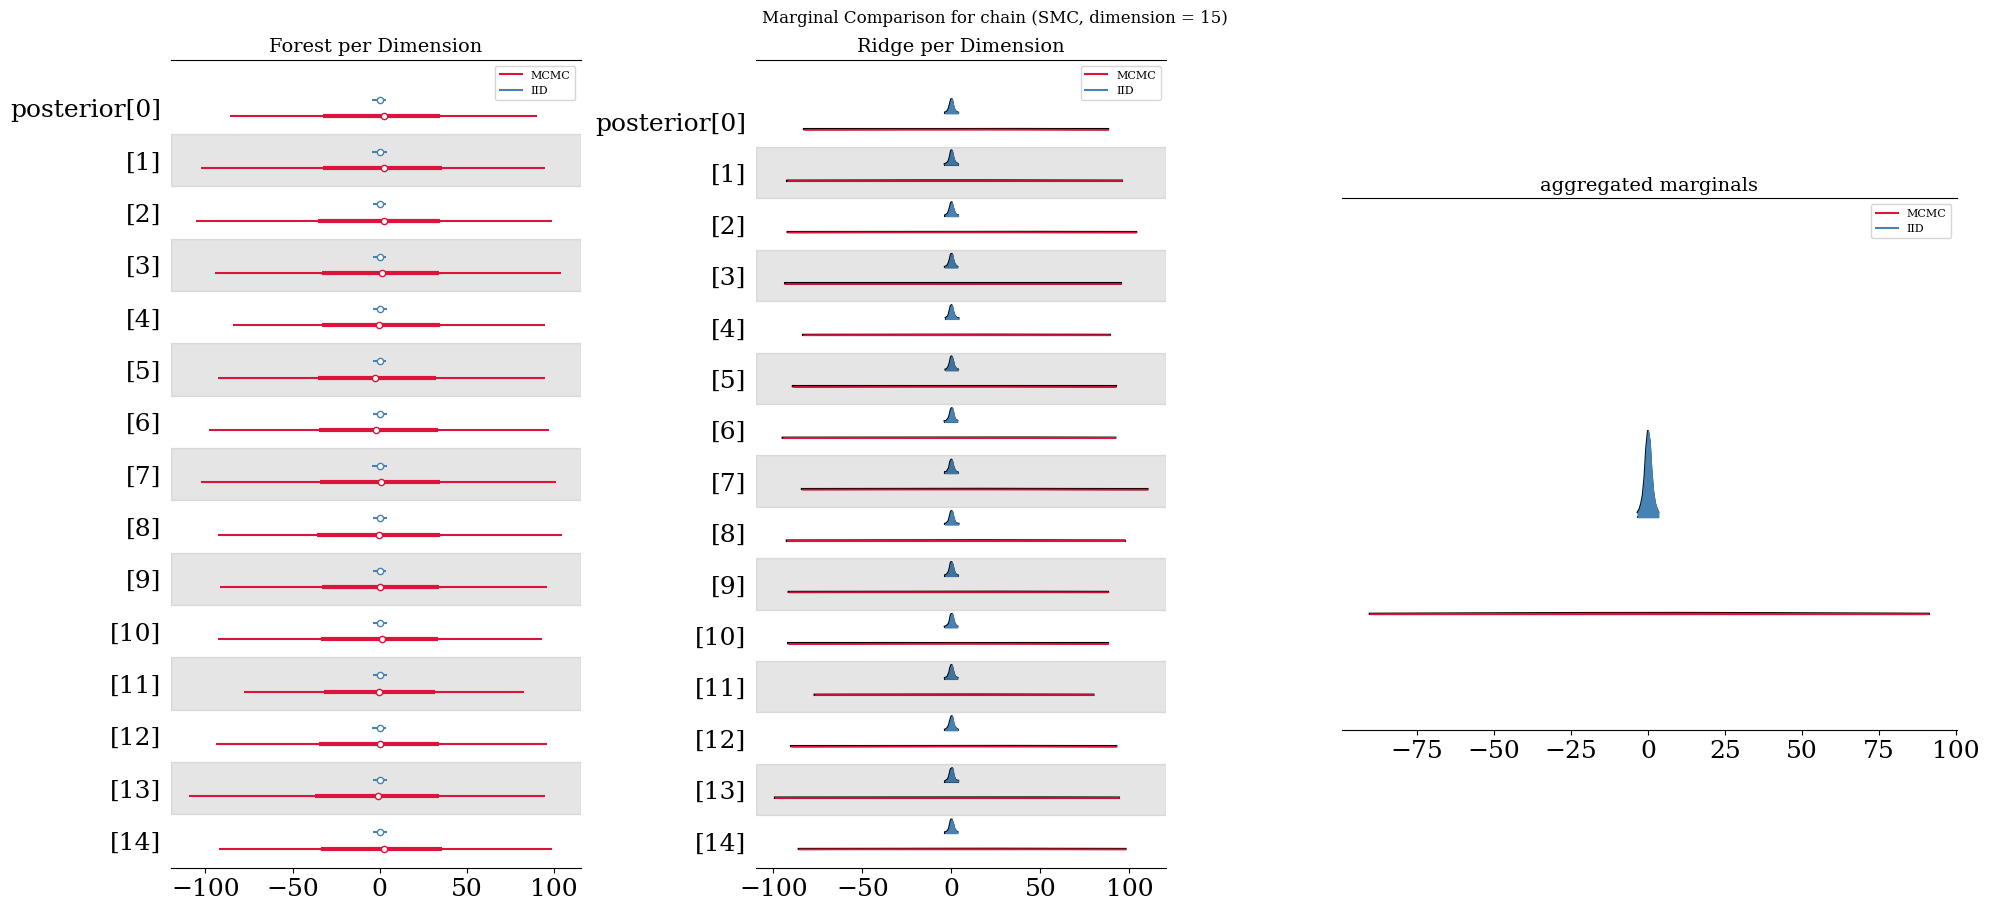 Marginal Comparison for chain (SMC, dimension = 15)
Forest per Dimension
MCMC
IID
posterior[0]
[1]
[2]
[3]
[4]
[5]
[6]
[7]
[8]
[9]
[10]
[11]
[12]
[13]
[14]
−100 −50 0 50 100
Ridge per Dimension
MCMC
IID
posterior[0]
[1]
[2]
[3]
[4]
[5]
[6]
[7]
[8]
[9]
[10]
[11]
[12]
[13]
[14]
−100 −50 0 50 100
aggregated marginals
MCMC
IID
−75 −50 −25 0 25 50 75 100